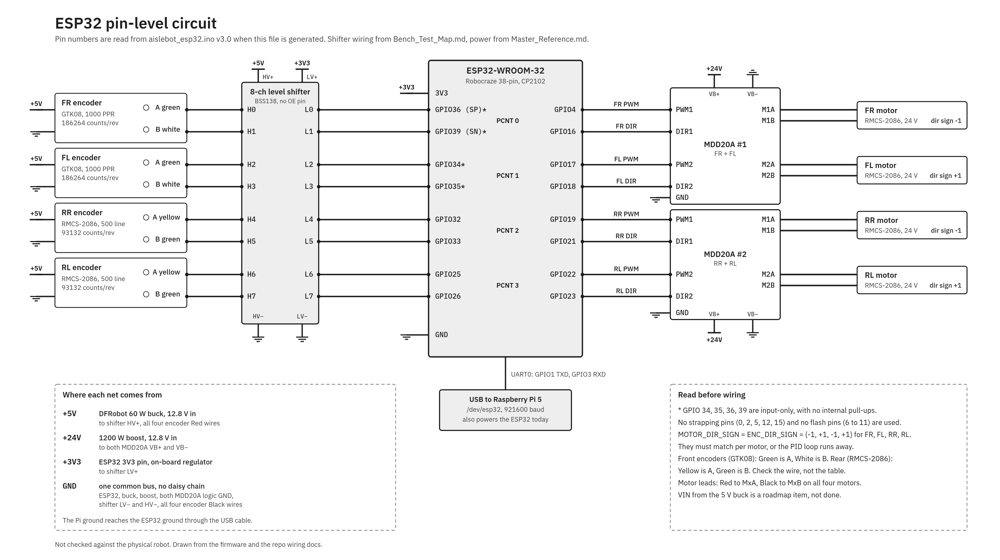 ESP32 pin-level circuit
Pin numbers are read from aislebot_esp32.ino v3.0 when this file is generated. Shifter wiring from Bench_Test_Map.md, power from Master_Reference.md.
+5V
FR encoder
GTK08, 1000 PPR
186264 counts/rev
A green
B white
+5V
FL encoder
GTK08, 1000 PPR
186264 counts/rev
A green
B white
+5V
RR encoder
RMCS-2086, 500 line
93132 counts/rev
A yellow
B green
+5V
RL encoder
RMCS-2086, 500 line
93132 counts/rev
A yellow
B green
+5V
+3V3
HV+
LV+
8-ch level shifter
BSS138, no OE pin
H0 L0
H1 L1
H2 L2
H3 L3
H4 L4
H5 L5
H6 L6
H7 L7
HV− LV−
ESP32-WROOM-32
Robocraze 38-pin, CP2102
+3V3
3V3
GPIO36 (SP)* GPIO4
PCNT 0
GPIO39 (SN)* GPIO16
GPIO34* GPIO17
PCNT 1
GPIO35* GPIO18
GPIO32 GPIO19
PCNT 2
GPIO33 GPIO21
GPIO25 GPIO22
PCNT 3
GPIO26 GPIO23
GND
FR PWM
FR DIR
FL PWM
FL DIR
RR PWM
RR DIR
RL PWM
RL DIR
+24V
VB+ VB−
PWM1 M1A
M1B
DIR1
MDD20A #1
FR + FL
PWM2 M2A
M2B
DIR2
GND
PWM1 M1A
M1B
DIR1
MDD20A #2
RR + RL
PWM2 M2A
M2B
DIR2
GND
VB+ VB−
+24V
FR motor
RMCS-2086, 24 V dir sign -1
FL motor
RMCS-2086, 24 V dir sign +1
RR motor
RMCS-2086, 24 V dir sign -1
RL motor
RMCS-2086, 24 V dir sign +1
UART0: GPIO1 TXD, GPIO3 RXD
USB to Raspberry Pi 5
/dev/esp32, 921600 baud
also powers the ESP32 today
Where each net comes from
+5V DFRobot 60 W buck, 12.8 V in
to shifter HV+, all four encoder Red wires
+24V 1200 W boost, 12.8 V in
to both MDD20A VB+ and VB−
+3V3 ESP32 3V3 pin, on-board regulator
to shifter LV+
GND one common bus, no daisy chain
ESP32, buck, boost, both MDD20A logic GND,
shifter LV− and HV−, all four encoder Black wires
The Pi ground reaches the ESP32 ground through the USB cable.
Read before wiring
* GPIO 34, 35, 36, 39 are input-only, with no internal pull-ups.
No strapping pins (0, 2, 5, 12, 15) and no flash pins (6 to 11) are used.
MOTOR_DIR_SIGN = ENC_DIR_SIGN = {-1, +1, -1, +1} for FR, FL, RR, RL.
They must match per motor, or the PID loop runs away.
Front encoders (GTK08): Green is A, White is B. Rear (RMCS-2086):
Yellow is A, Green is B. Check the wire, not the table.
Motor leads: Red to MxA, Black to MxB on all four motors.
VIN from the 5 V buck is a roadmap item, not done.
Not checked against the physical robot. Drawn from the firmware and the repo wiring docs.